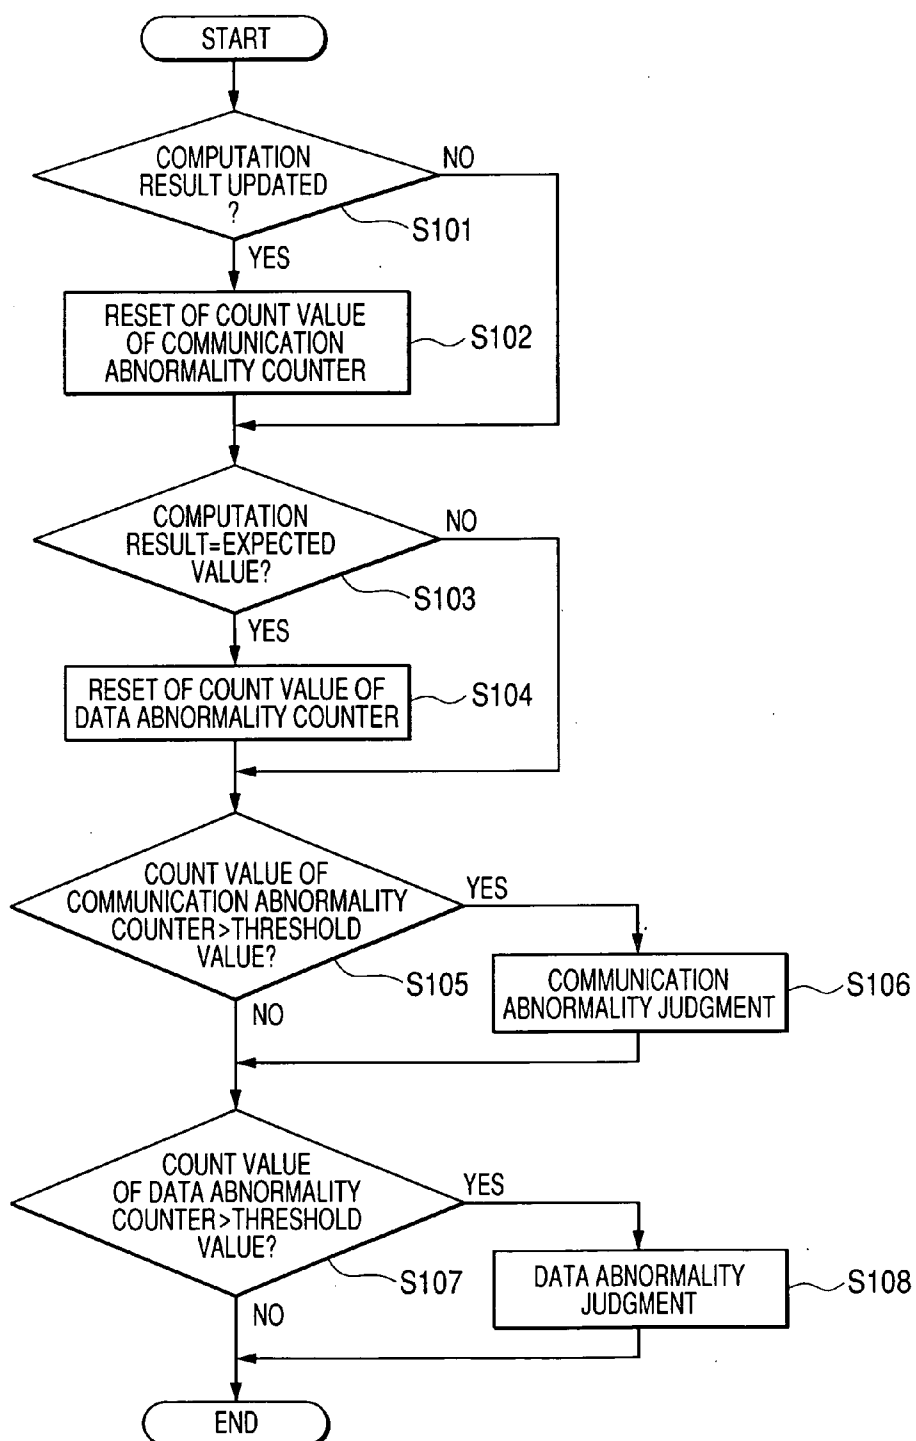 START
COMPUTATION
RESULT UPDATED
?
NO
S101
YES
RESET OF COUNT VALUE
OF COMMUNICATION
ABNORMALITY COUNTER
S102
COMPUTATION
RESULT=EXPECTED
VALUE?
NO
S103
YES
RESET OF COUNT VALUE OF
DATA ABNORMALITY COUNTER
S104
COUNT VALUE OF
COMMUNICATION ABNORMALITY
COUNTER>THRESHOLD
VALUE?
YES
S105
NO
COMMUNICATION
ABNORMALITY JUDGMENT
S106
COUNT VALUE
OF DATA ABNORMALITY
COUNTER>THRESHOLD
VALUE?
YES
S107
NO
DATA ABNORMALITY
JUDGMENT
S108
END